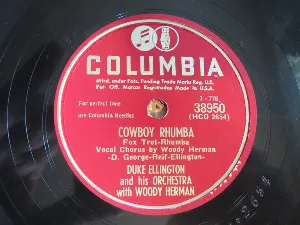 COLUMBIA
Mfrd. under Pats. Pending Trade Marks Reg. U.S.
Pat. Off. Marcas Registradas Made in U.S.A.
For perfect tone
use Columbia Needles
1-778
38950
(HCO 2654)
COWBOY RHUMBA
Fox Trot-Rhumba
Vocal Chorus by Woody Herman
-D. George-Reif-Ellington-
DUKE ELLINGTON
and his ORCHESTRA
with WOODY HERMAN